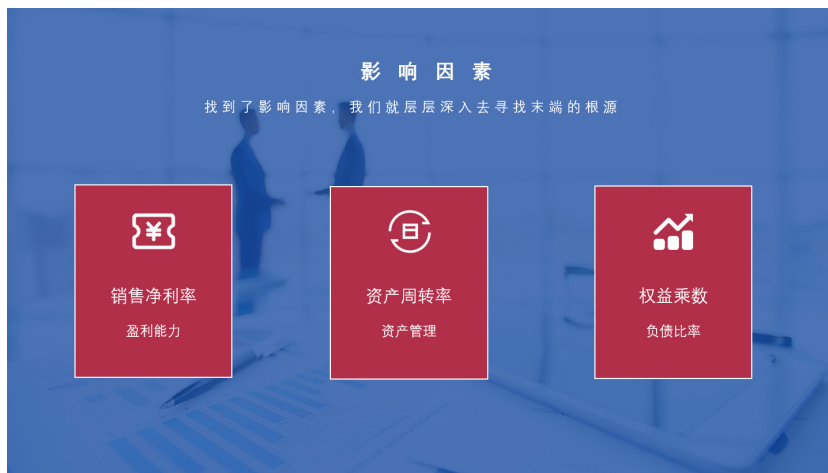 影响因素
找到了影响因素，我们就层层深入去寻找末端的根源
销售净利率
盈利能力
资产周转率
资产管理
权益乘数
负债比率